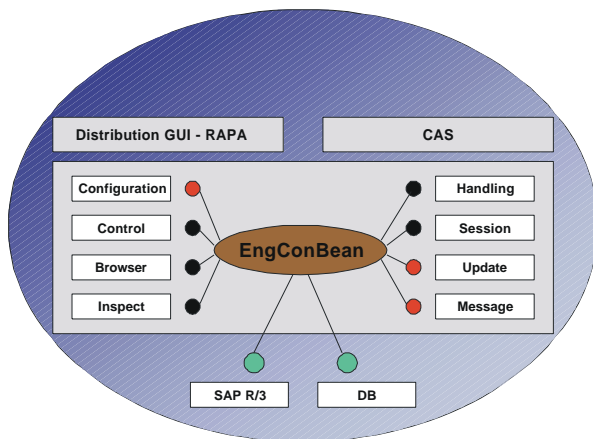 Distribution GUI - RAPA
CAS
Configuration
Handling
Control
Session
EngConBean
Browser
Update
Inspect
Message
SAP R/3
DB